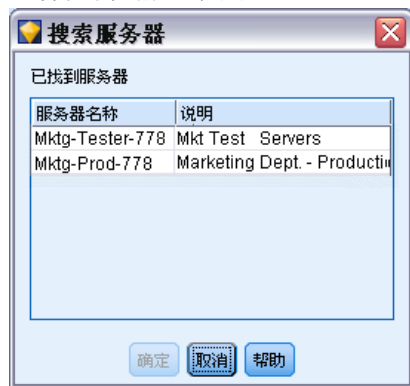 搜索服务器
已找到服务器
服务器名称 说明
Mktg-Tester-778 Mkt Test Servers
Mktg-Prod-778 Marketing Dept. - Producti
确定 取消 帮助